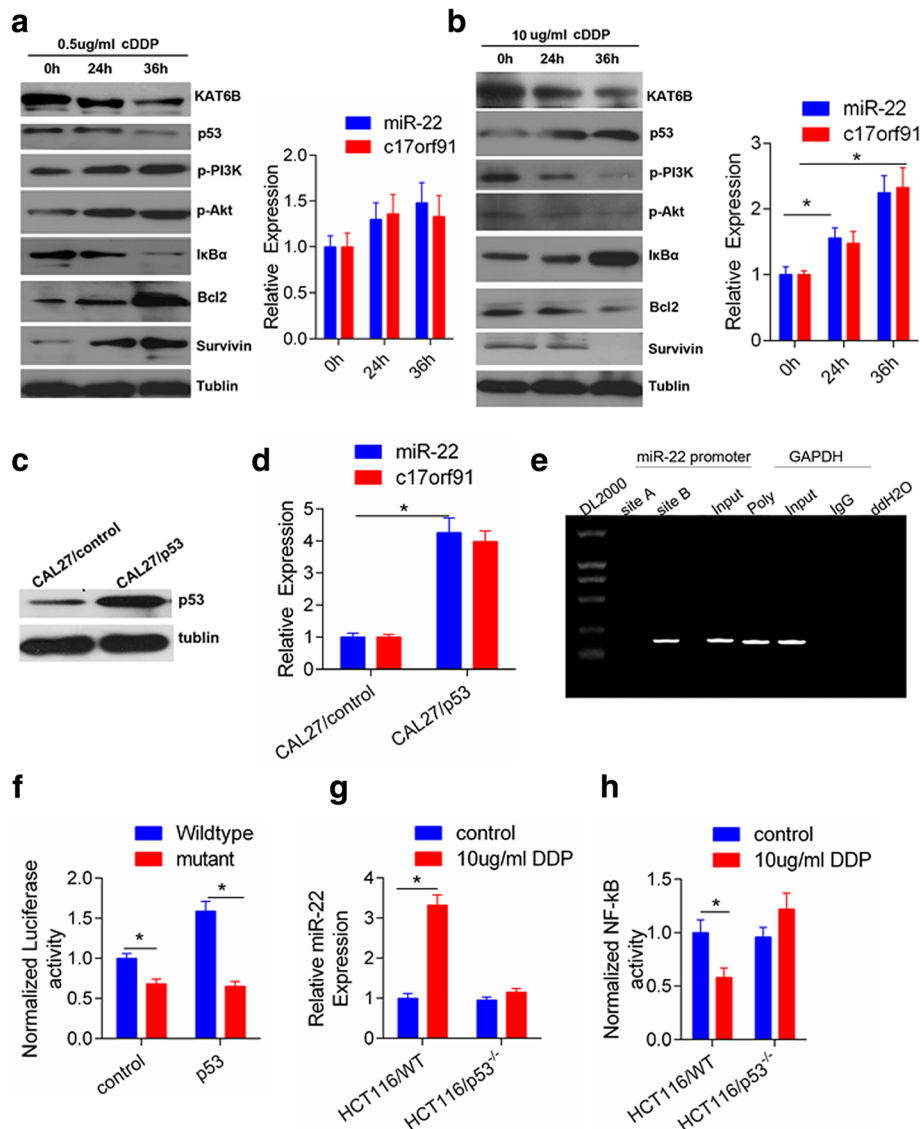 a
0.5ug/ml cDDP
0h 24h 36h
KAT6B
p53
p-PI3K
p-Akt
IκBα
Bcl2
Survivin
Tublin
miR-22
c17orf91
Relative Expression
2.0
1.5
1.0
0.5
0.0
0h 24h 36h
b
10 ug/ml cDDP
0h 24h 36h
KAT6B
p53
p-PI3K
p-Akt
IκBα
Bcl2
Survivin
Tublin
miR-22
c17orf91
Relative Expression
3
2
1
0
* *
0h 24h 36h
c
CAL27/control CAL27/p53
p53
tublin
d
miR-22
c17orf91
Relative Expression
5
4
3
2
1
0
*
CAL27/control CAL27/p53
e
miR-22 promoter GAPDH
DL2000 site A site B Input Poly Input IgG ddH2O
f
Wildtype
mutant
Normalized Luciferase
activity
2.0
1.5
1.0
0.5
0.0
* *
control p53
g
control
10ug/ml DDP
Relative miR-22
Expression
4
3
2
1
0
*
HCT116/WT HCT116/p53-/-
h
control
10ug/ml DDP
Normalized NF-kB
activity
1.5
1.0
0.5
0.0
*
HCT116/WT HCT116/p53-/-